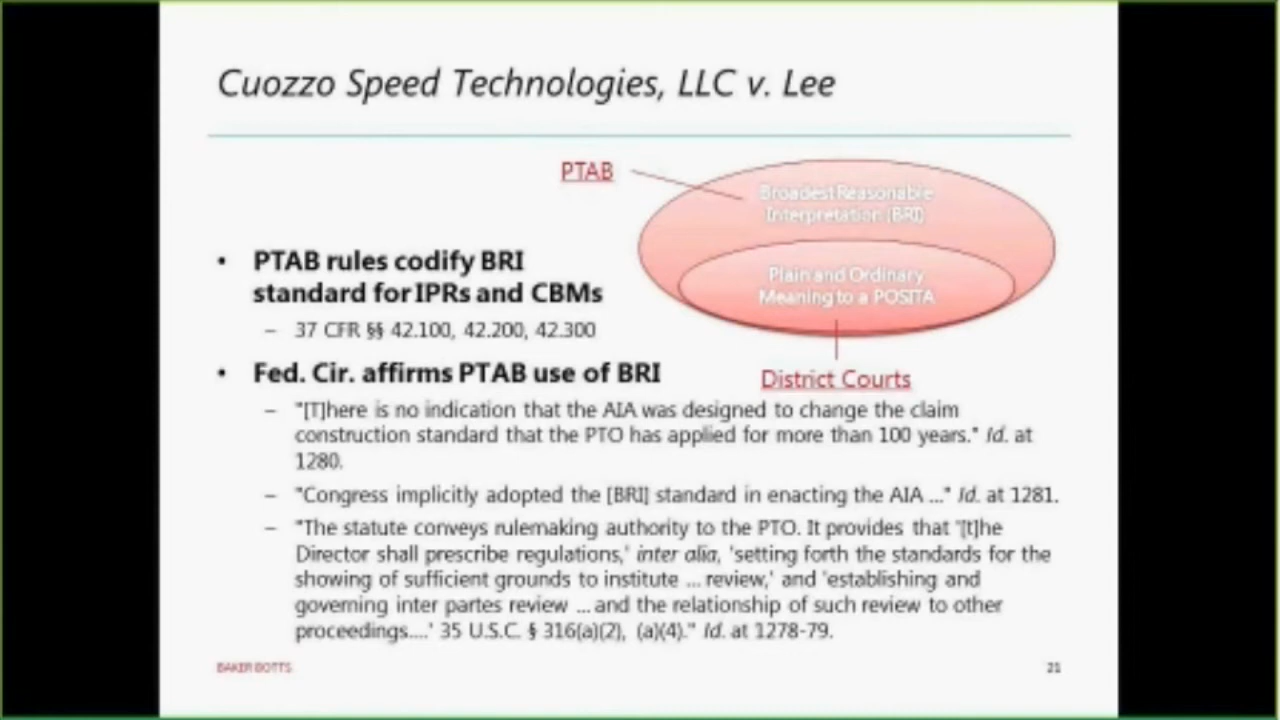 Cuozzo Speed Technologies, LLC v. Lee
PTAB
Broadest Reasonable
Interpretation (BRI)
Plain and Ordinary
Meaning to a POSITA
District Courts
• PTAB rules codify BRI
standard for IPRs and CBMs
– 37 CFR §§ 42.100, 42.200, 42.300
• Fed. Cir. affirms PTAB use of BRI
– "[T]here is no indication that the AIA was designed to change the claim
construction standard that the PTO has applied for more than 100 years." Id. at
1280.
– "Congress implicitly adopted the [BRI] standard in enacting the AIA ..." Id. at 1281.
– "The statute conveys rulemaking authority to the PTO. It provides that '[t]he
Director shall prescribe regulations,' inter alia, 'setting forth the standards for the
showing of sufficient grounds to institute ... review,' and 'establishing and
governing inter partes review ... and the relationship of such review to other
proceedings....' 35 U.S.C. § 316(a)(2), (a)(4)." Id. at 1278-79.
BAKER BOTTS
21